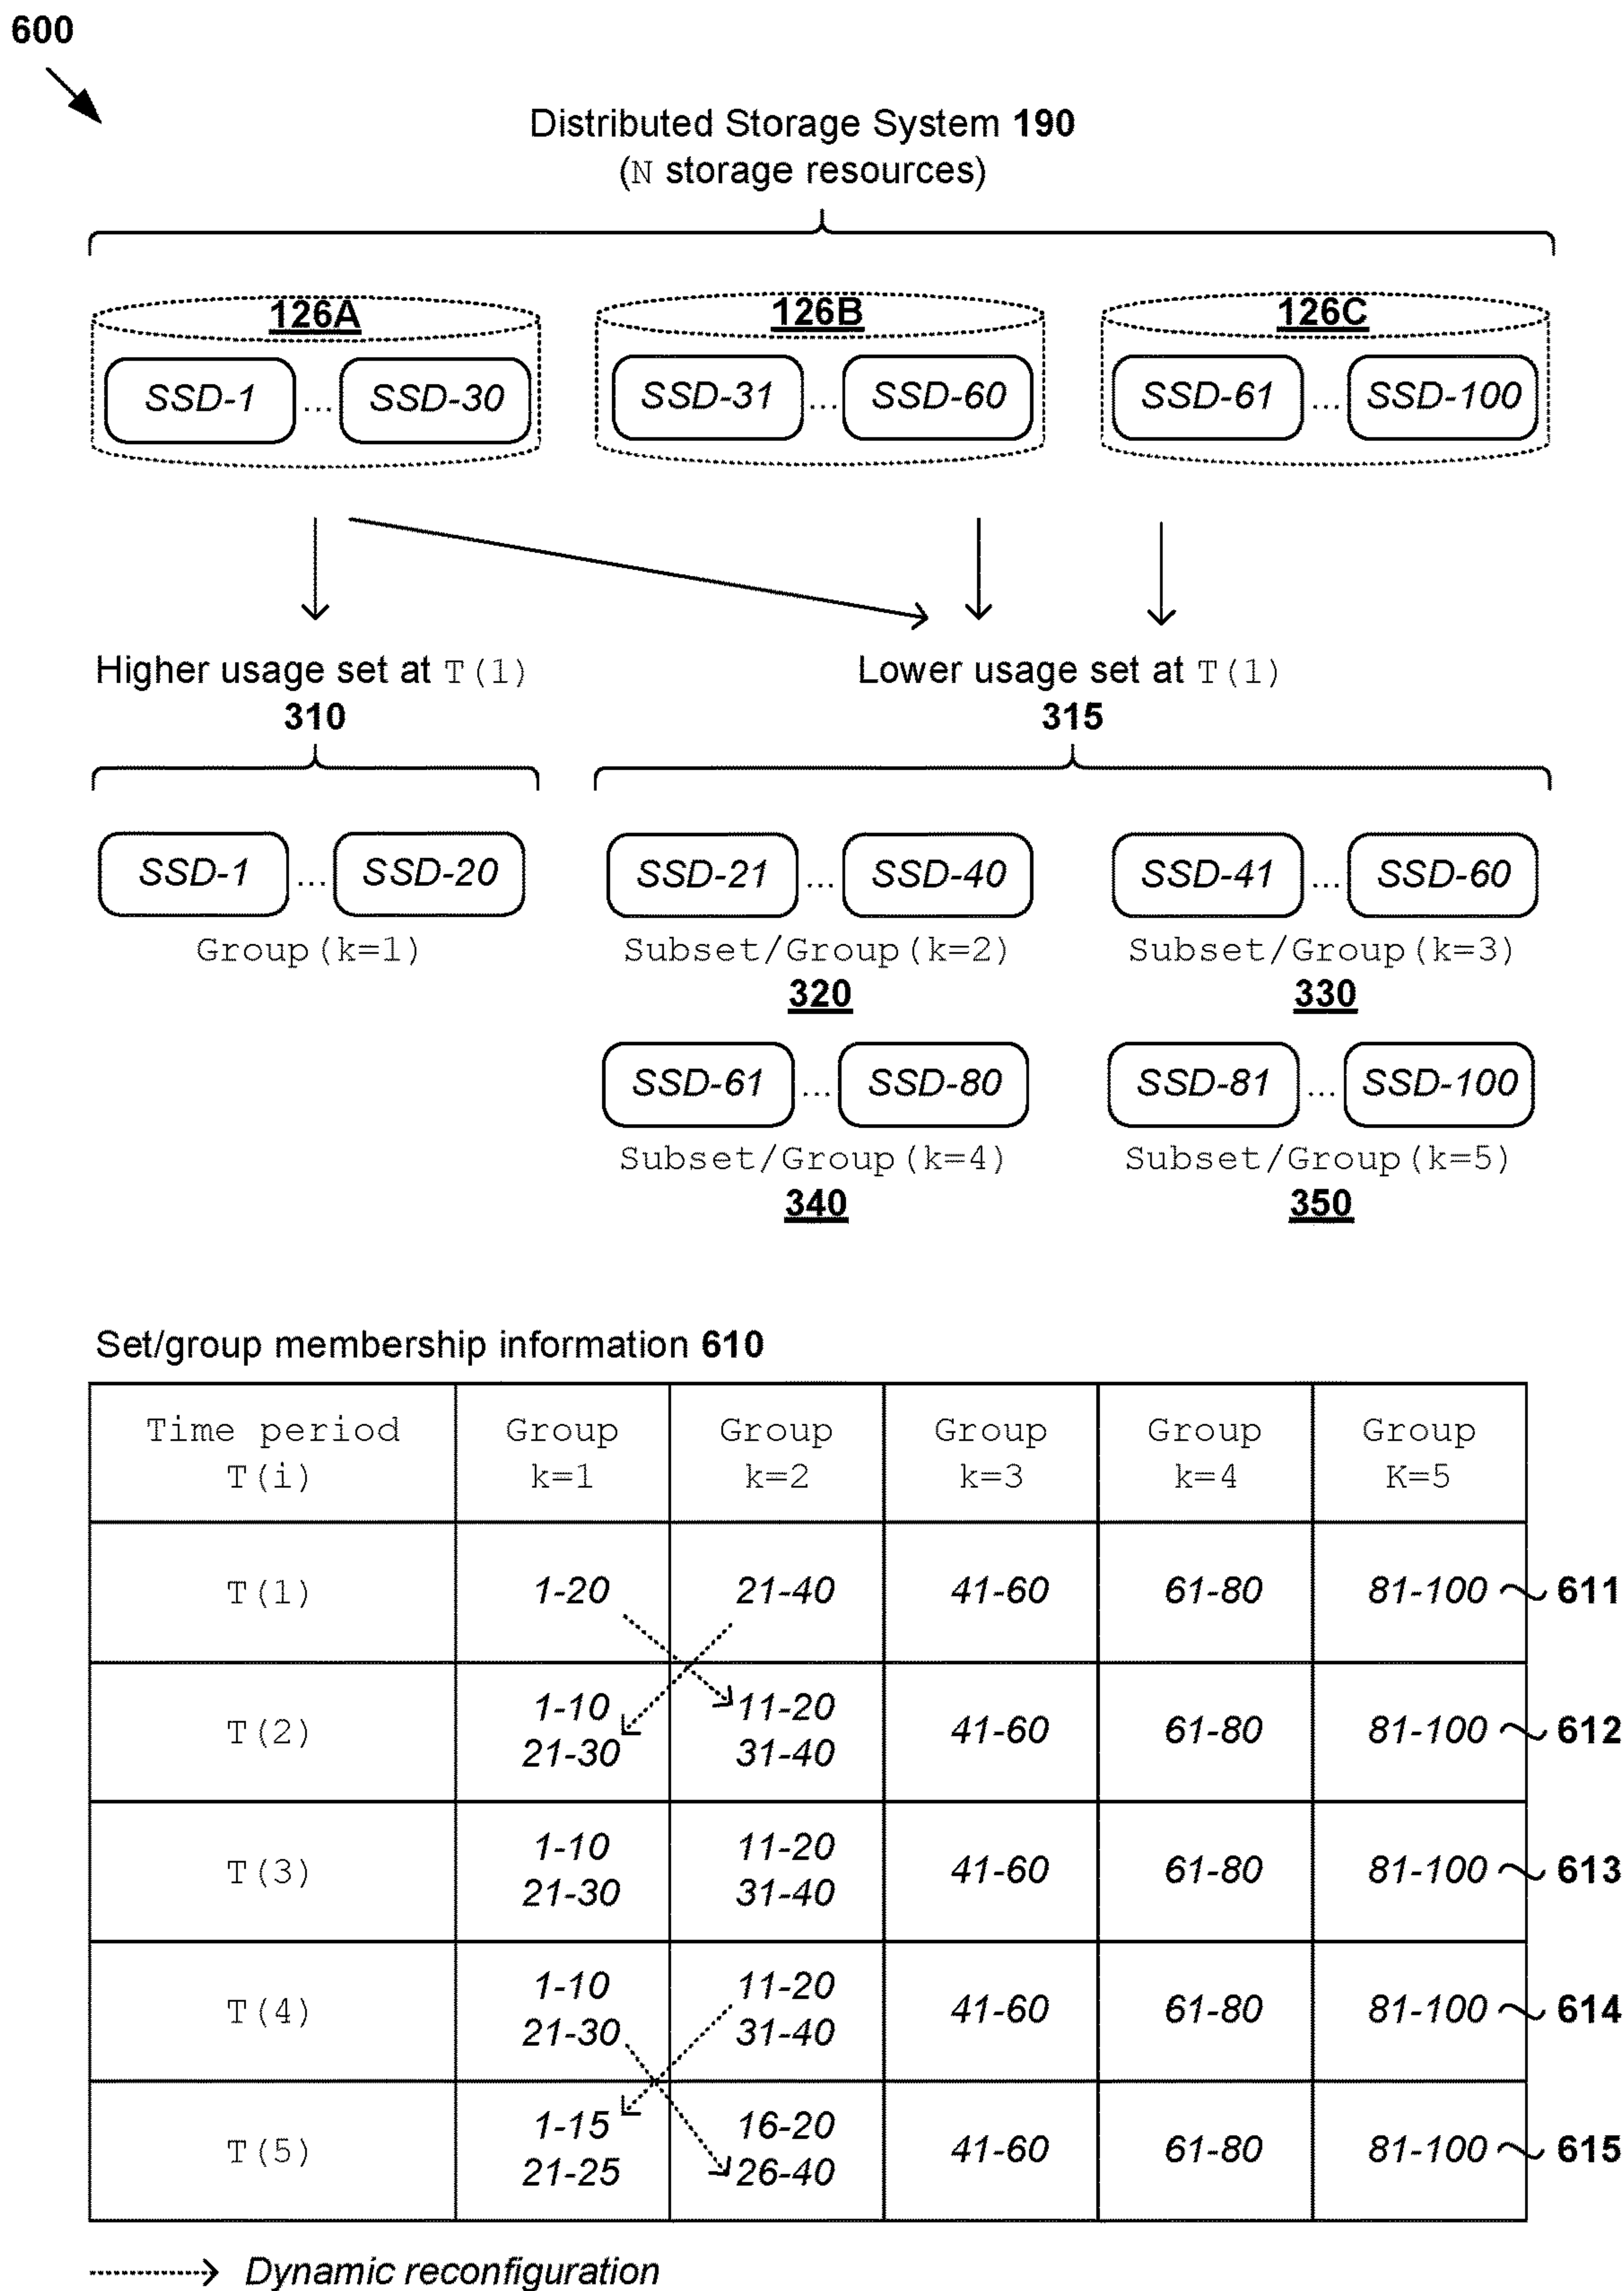 600
Distributed Storage System 190
(N storage resources)
126A 126B 126C
SSD-1 ... SSD-30 SSD-31 ... SSD-60 SSD-61 ... SSD-100
Higher usage set at T(1) Lower usage set at T(1)
310 315
SSD-1 ... SSD-20 SSD-21 ... SSD-40 SSD-41 ... SSD-60
Group(k=1) Subset/Group(k=2) Subset/Group(k=3)
320 330
SSD-61 ... SSD-80 SSD-81 ... SSD-100
Subset/Group(k=4) Subset/Group(k=5)
340 350
Set/group membership information 610
Time period Group Group Group Group Group
T(i) k=1 k=2 k=3 k=4 K=5
T(1) 1-20 21-40 41-60 61-80 81-100 611
1-10 11-20
T(2) 41-60 61-80 81-100 612
21-30 31-40
1-10 11-20
T(3) 41-60 61-80 81-100 613
21-30 31-40
1-10 11-20
T(4) 41-60 61-80 81-100 614
21-30 31-40
1-15 16-20
T(5) 41-60 61-80 81-100 615
21-25 26-40
Dynamic reconfiguration